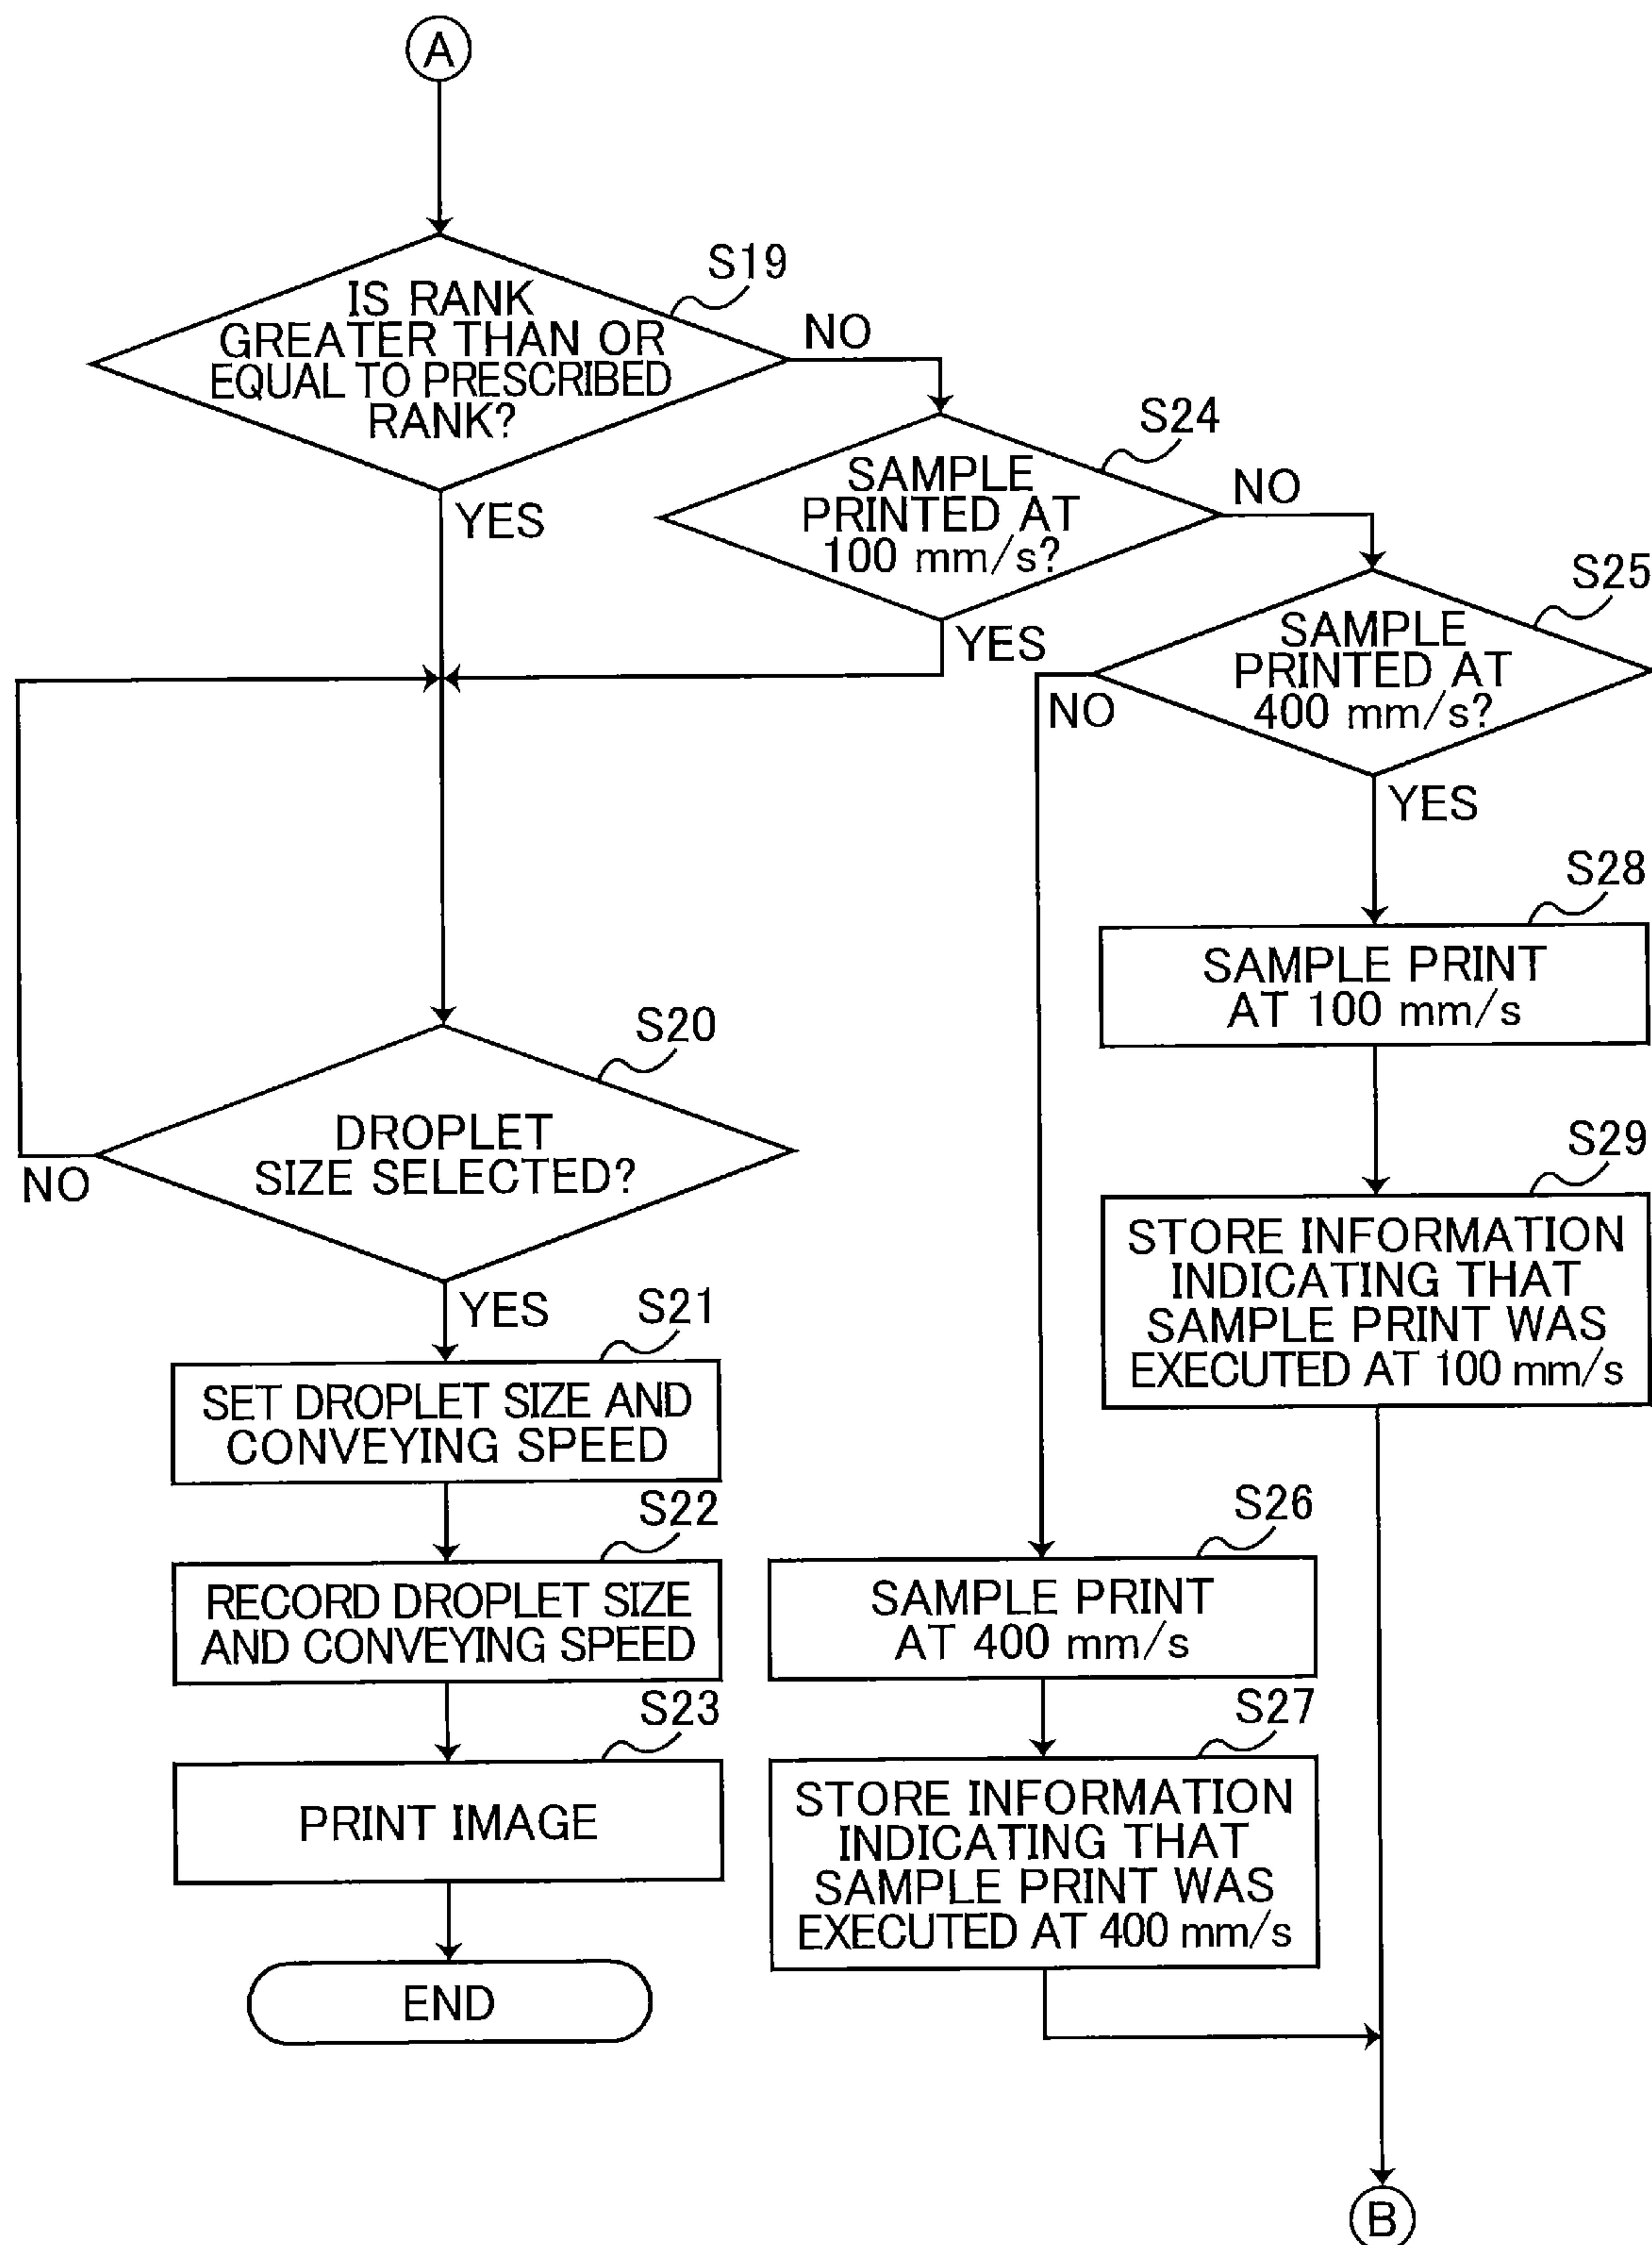 A
S19
IS RANK
GREATER THAN OR
EQUAL TO PRESCRIBED
RANK?
NO
YES
S24
SAMPLE
PRINTED AT
100 mm/s?
NO
YES
S25
SAMPLE
PRINTED AT
400 mm/s?
NO
YES
S28
SAMPLE PRINT
AT 100 mm/s
S20
DROPLET
SIZE SELECTED?
NO
YES
S29
STORE INFORMATION
INDICATING THAT
SAMPLE PRINT WAS
EXECUTED AT 100 mm/s
S21
SET DROPLET SIZE AND
CONVEYING SPEED
S22
RECORD DROPLET SIZE
AND CONVEYING SPEED
S26
SAMPLE PRINT
AT 400 mm/s
S23
PRINT IMAGE
S27
STORE INFORMATION
INDICATING THAT
SAMPLE PRINT WAS
EXECUTED AT 400 mm/s
END
B